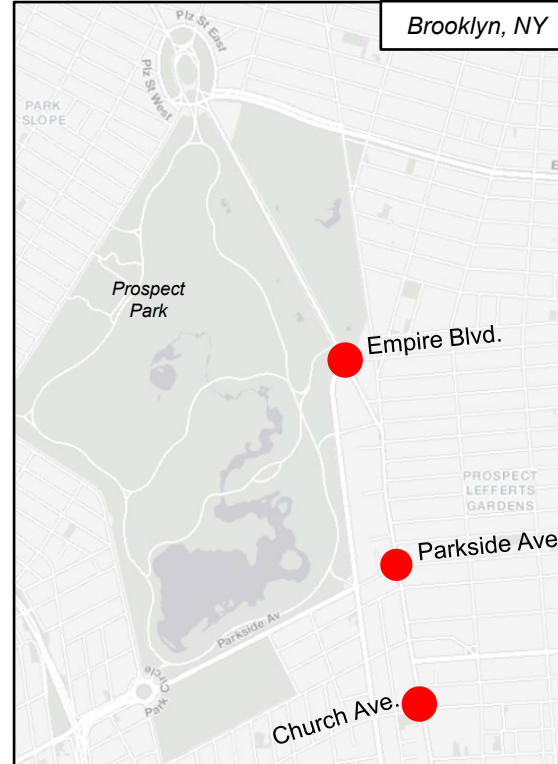 Brooklyn, NY
Plz St East
Plz St West
PARK
SLOPE
E
Prospect
Park
Empire Blvd.
PROSPECT
LEFFERTS
GARDENS
Parkside Ave
Parkside Av
Park Circle
Church Ave.